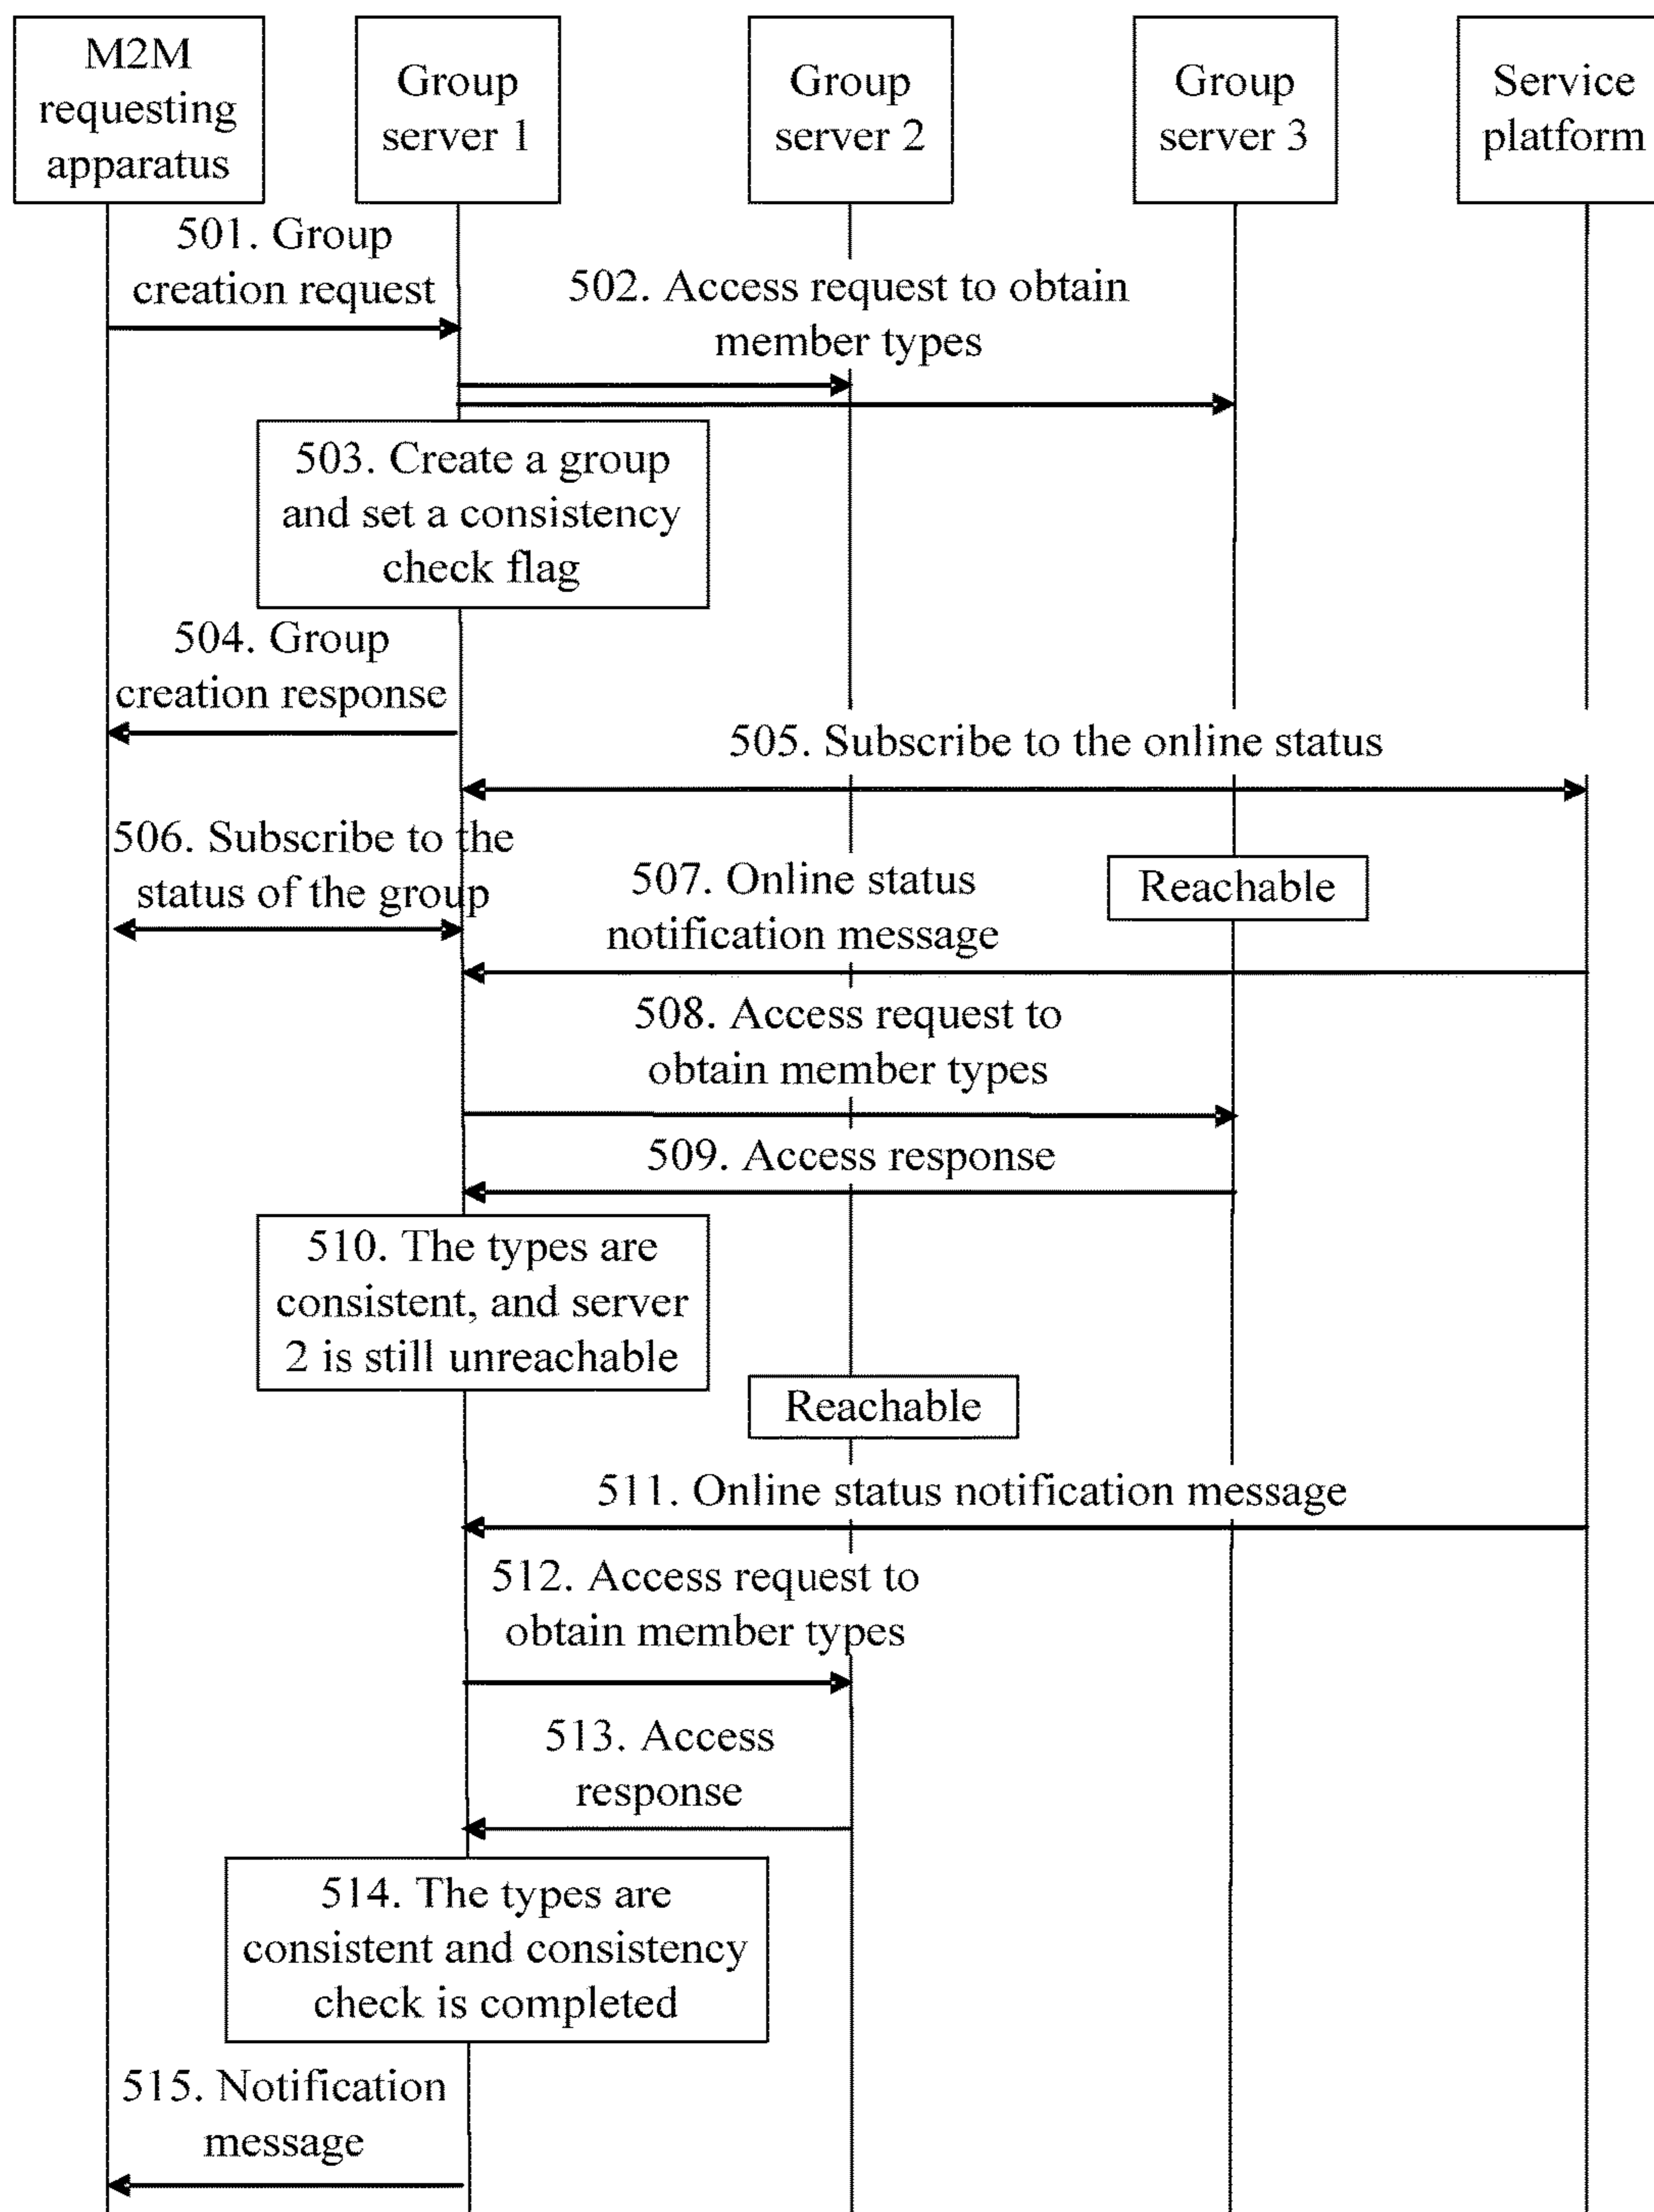 M2M
requesting
apparatus
Group
server 1
Group
server 2
Group
server 3
Service
platform
501. Group
creation request
502. Access request to obtain
member types
503. Create a group
and set a consistency
check flag
504. Group
creation response
505. Subscribe to the online status
506. Subscribe to the
status of the group
Reachable
507. Online status
notification message
508. Access request to
obtain member types
509. Access response
510. The types are
consistent, and server
2 is still unreachable
Reachable
511. Online status notification message
512. Access request to
obtain member types
513. Access
response
514. The types are
consistent and consistency
check is completed
515. Notification
message